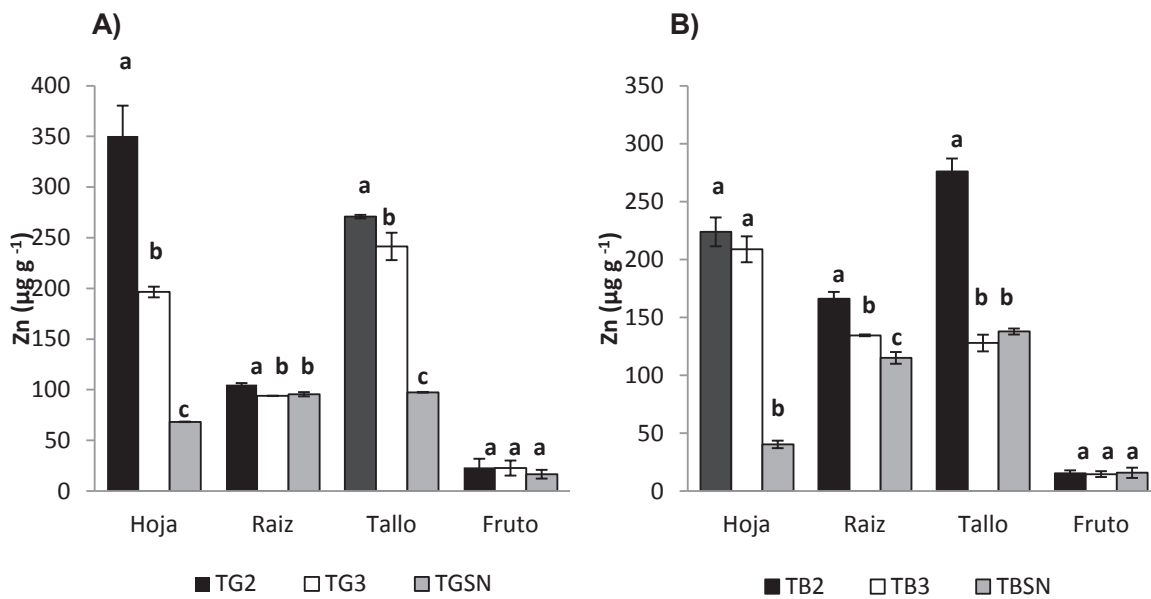 A)
a
400
350
300
250
200
150
100
50
0
Zn (µg g -1)
b
c
a b b
a
b
c
a a a
Hoja Raiz Tallo Fruto
TG2 TG3 TGSN
B)
350
300
250
200
150
100
50
0
Zn (µg g -1)
a
a
b
a
b
c
a
b b
a a a
Hoja Raiz Tallo Fruto
TB2 TB3 TBSN